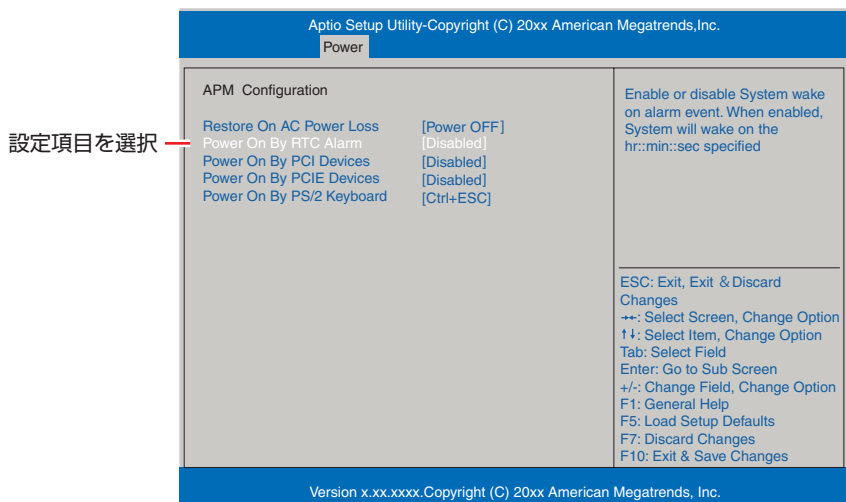 Aptio Setup Utility-Copyright (C) 20xx American Megatrends,Inc.
Power
APM Configuration
Restore On AC Power Loss [Power OFF]
設定項目を選択
Power On By RTC Alarm [Disabled]
Power On By PCI Devices [Disabled]
Power On By PCIE Devices [Disabled]
Power On By PS/2 Keyboard [Ctrl+ESC]
Enable or disable System wake
on alarm event. When enabled,
System will wake on the
hr::min::sec specified
ESC: Exit, Exit & Discard
Changes
→←: Select Screen, Change Option
↑↓: Select Item, Change Option
Tab: Select Field
Enter: Go to Sub Screen
+/-: Change Field, Change Option
F1: General Help
F5: Load Setup Defaults
F7: Discard Changes
F10: Exit & Save Changes
Version x.xx.xxxx.Copyright (C) 20xx American Megatrends, Inc.